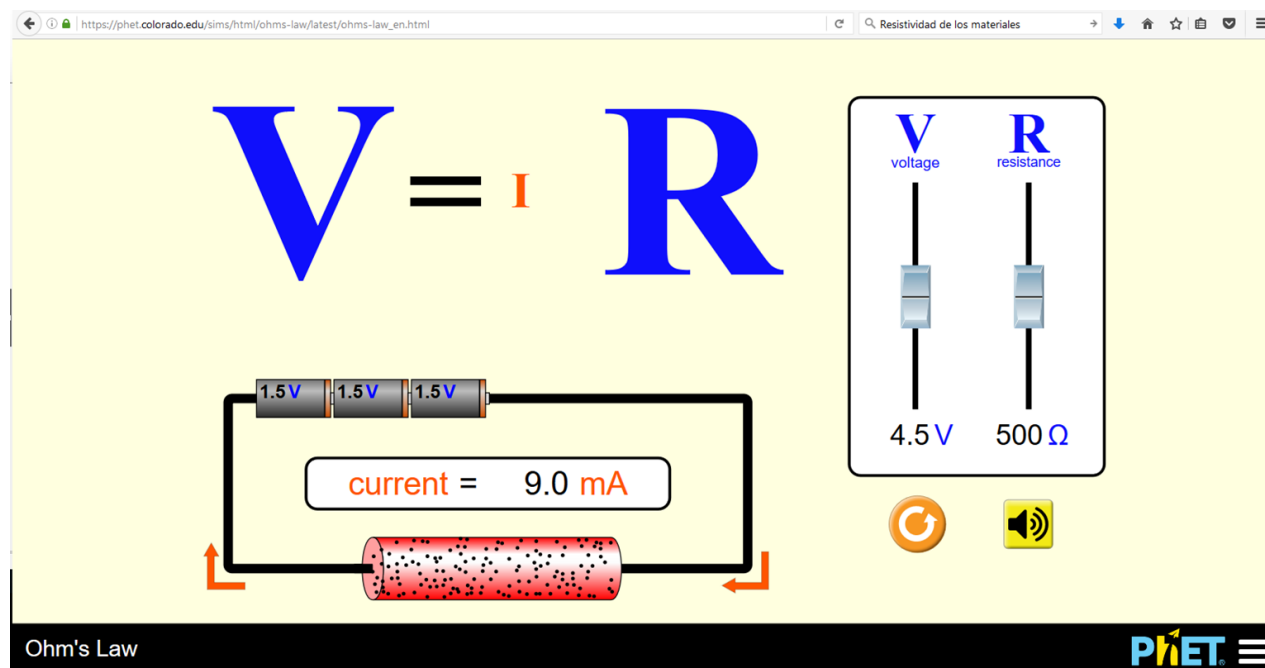 https://phet.colorado.edu/sims/html/ohms-law/latest/ohms-law_en.html
Resistividad de los materiales
V = I R
V R
voltage resistance
4.5 V 500 Ω
1.5 V 1.5 V 1.5 V
current = 9.0 mA
Ohm's Law
PhET